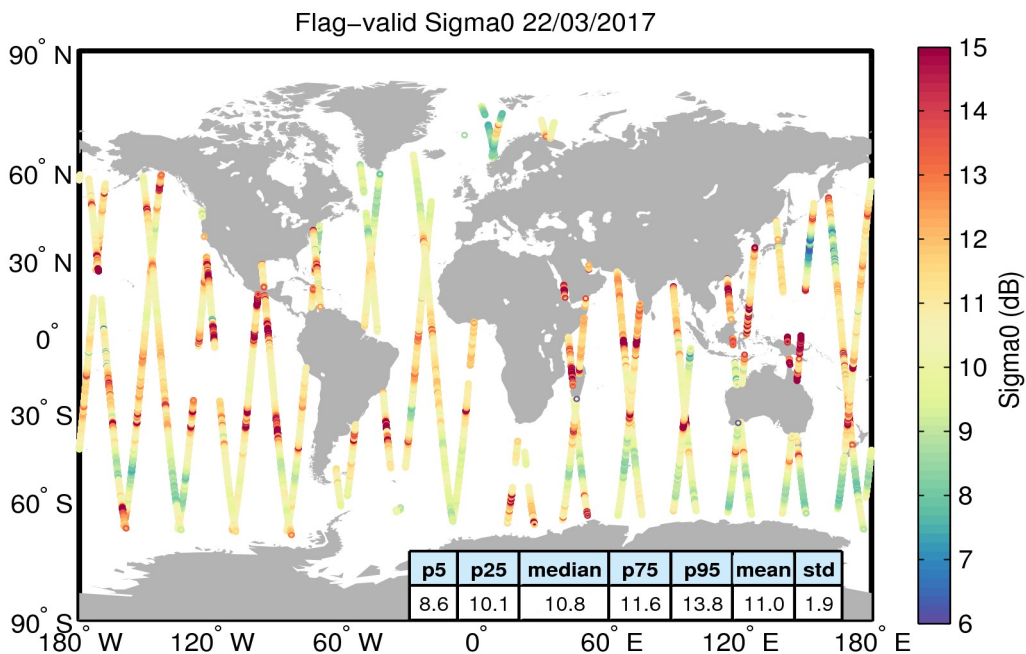 Flag−valid Sigma0 22/03/2017
90° N
60° N
30° N
0°
30° S
60° S
90° S
180° W
120° W
60° W
0°
60° E
120° E
180° E
p5 p25 median p75 p95 mean std
8.6 10.1 10.8 11.6 13.8 11.0 1.9
15
14
13
12
11
10
9
8
7
6
Sigma0 (dB)